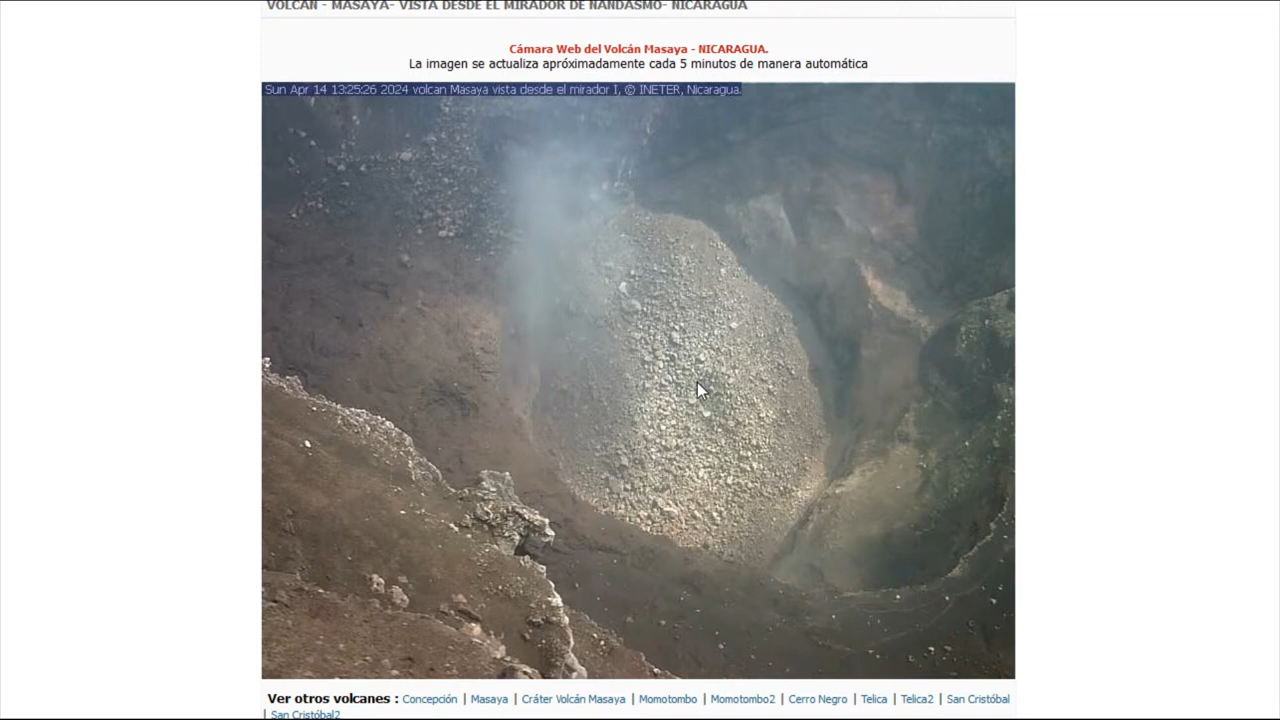 VOLCAN - MASAYA- VISTA DESDE EL MIRADOR DE NANDASMO- NICARAGUA
Cámara Web del Volcán Masaya - NICARAGUA.
La imagen se actualiza apróximadamente cada 5 minutos de manera automática
Sun Apr 14 13:25:26 2024 volcan Masaya vista desde el mirador I, © INETER, Nicaragua.
Ver otros volcanes : Concepción | Masaya | Cráter Volcán Masaya | Momotombo | Momotombo2 | Cerro Negro | Telica | Telica2 | San Cristóbal
| San Cristóbal2